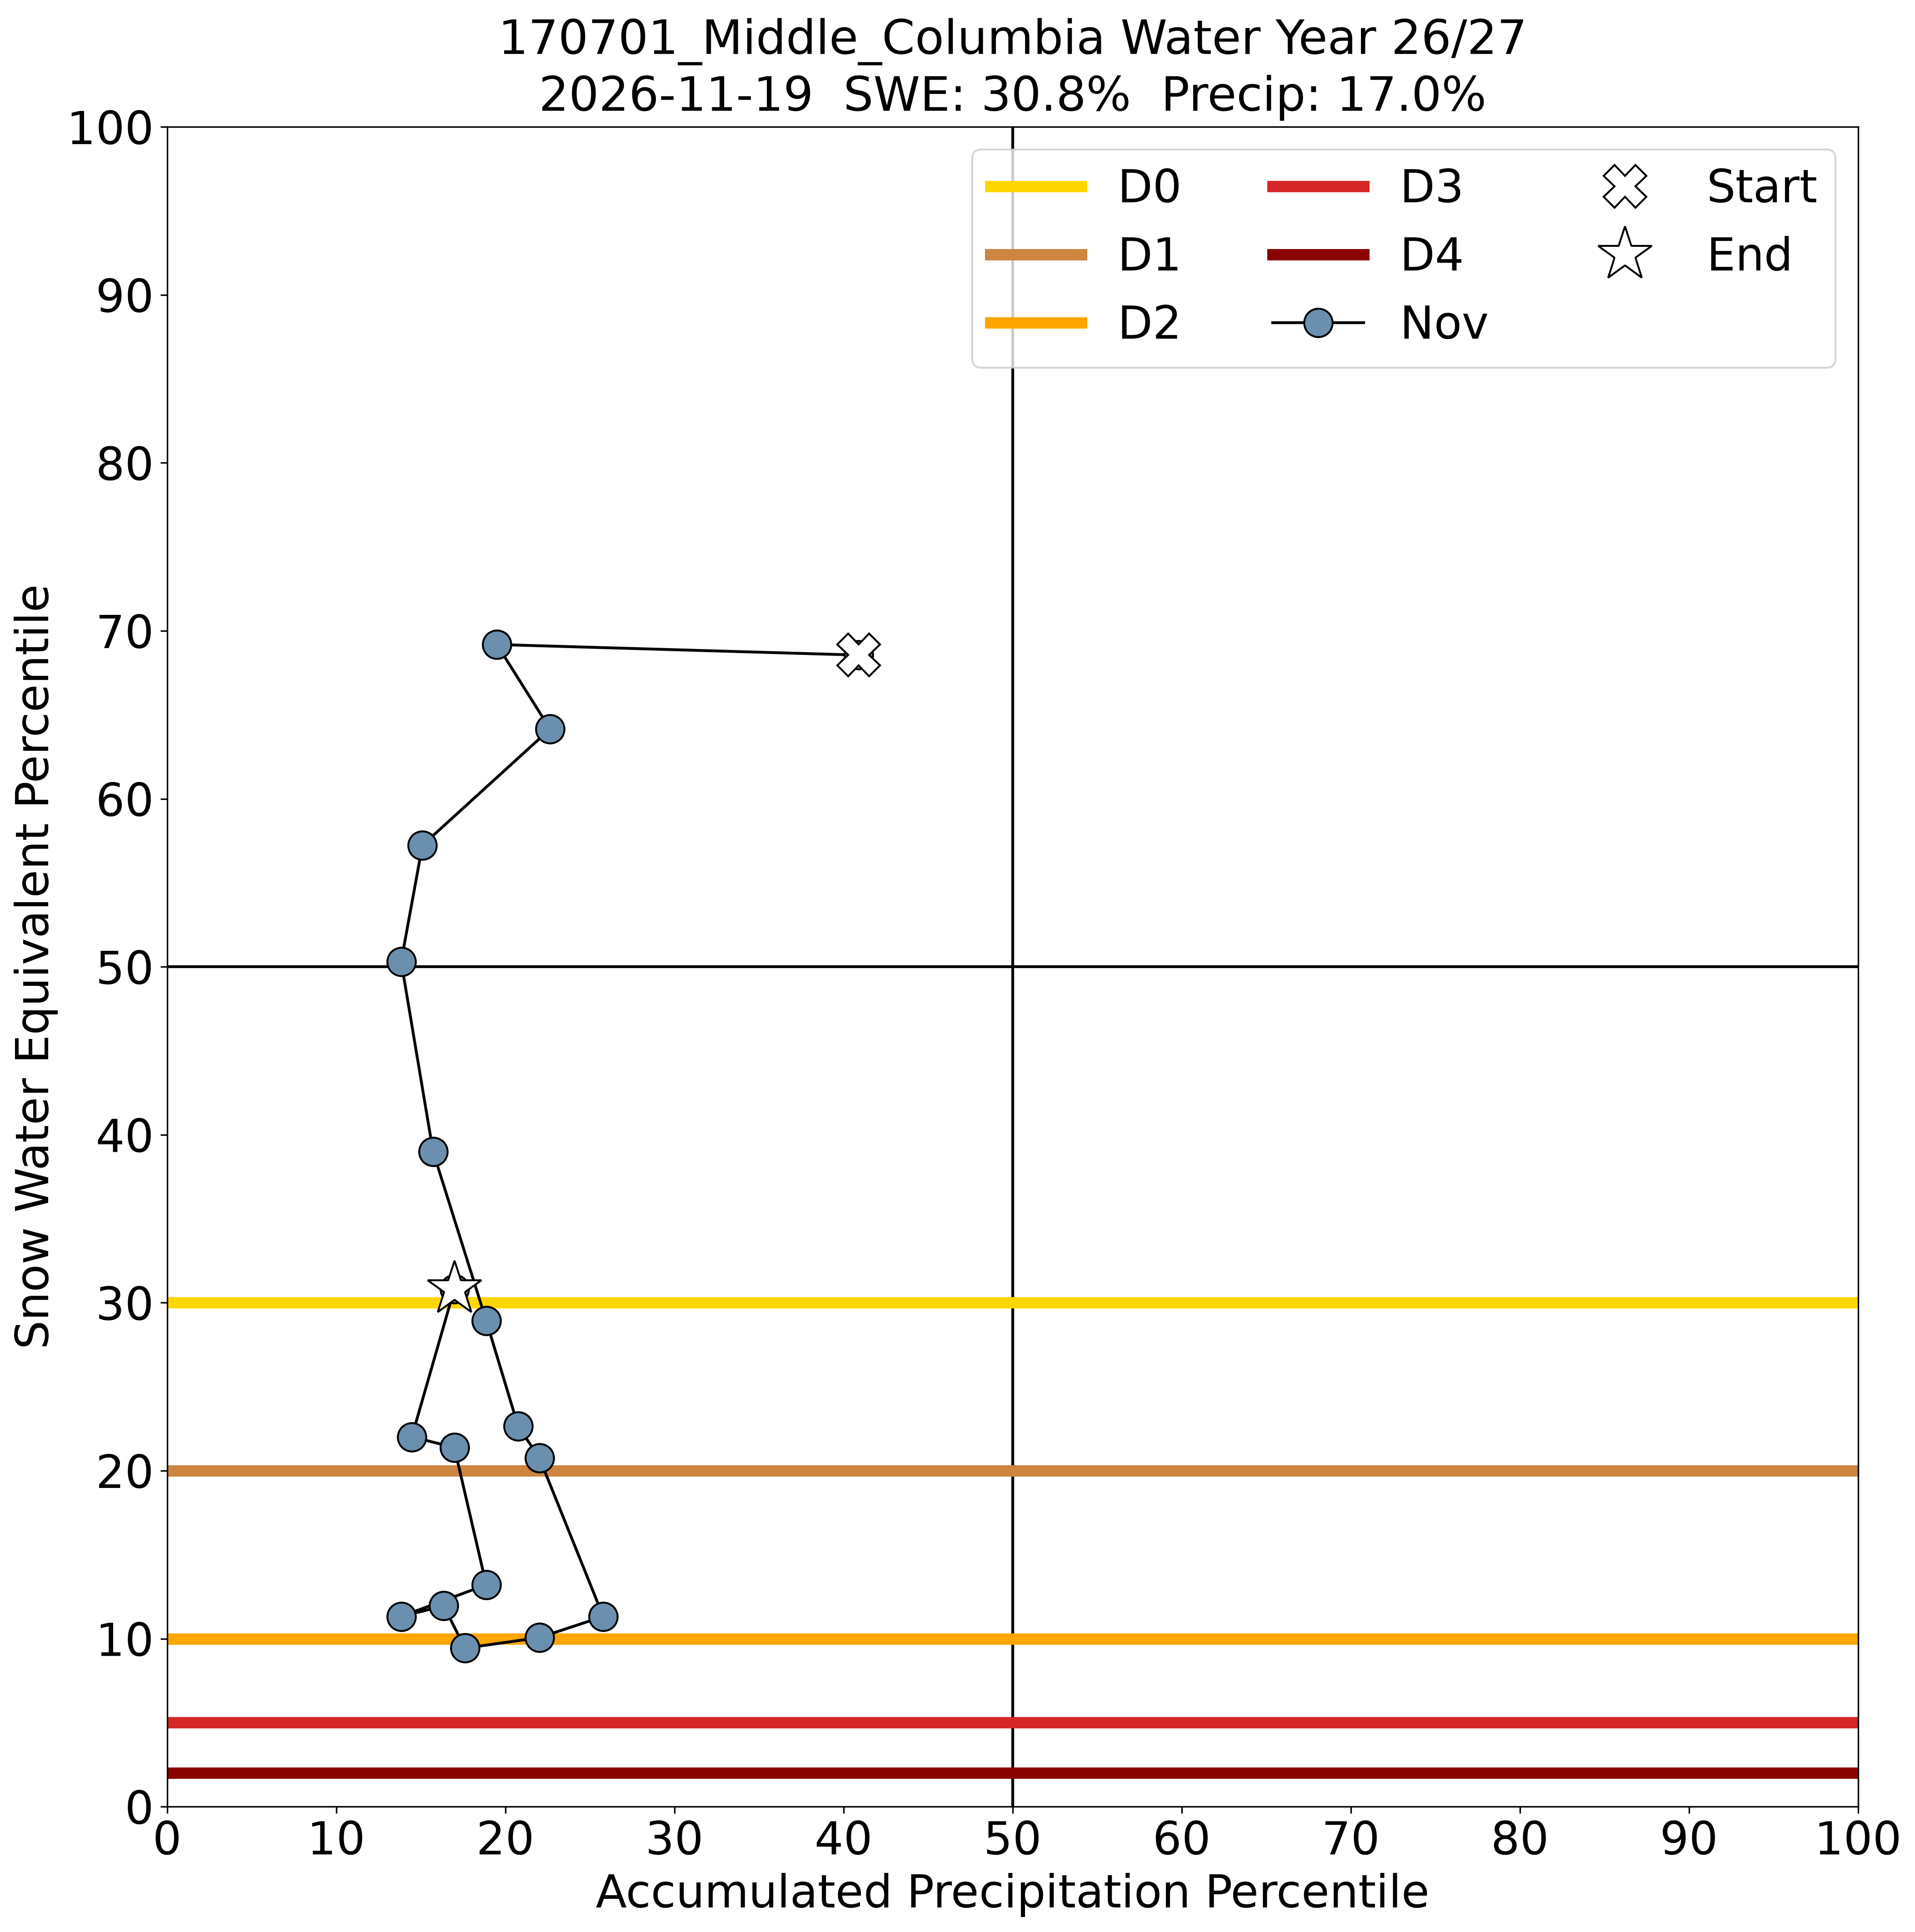 170701_Middle_Columbia Water Year 26/27
2026-11-19  SWE: 30.8%  Precip: 17.0%
D0
D1
D2
D3
D4
Nov
Start
End
Snow Water Equivalent Percentile
100
90
80
70
60
50
40
30
20
10
0
0 10 20 30 40 50 60 70 80 90 100
Accumulated Precipitation Percentile